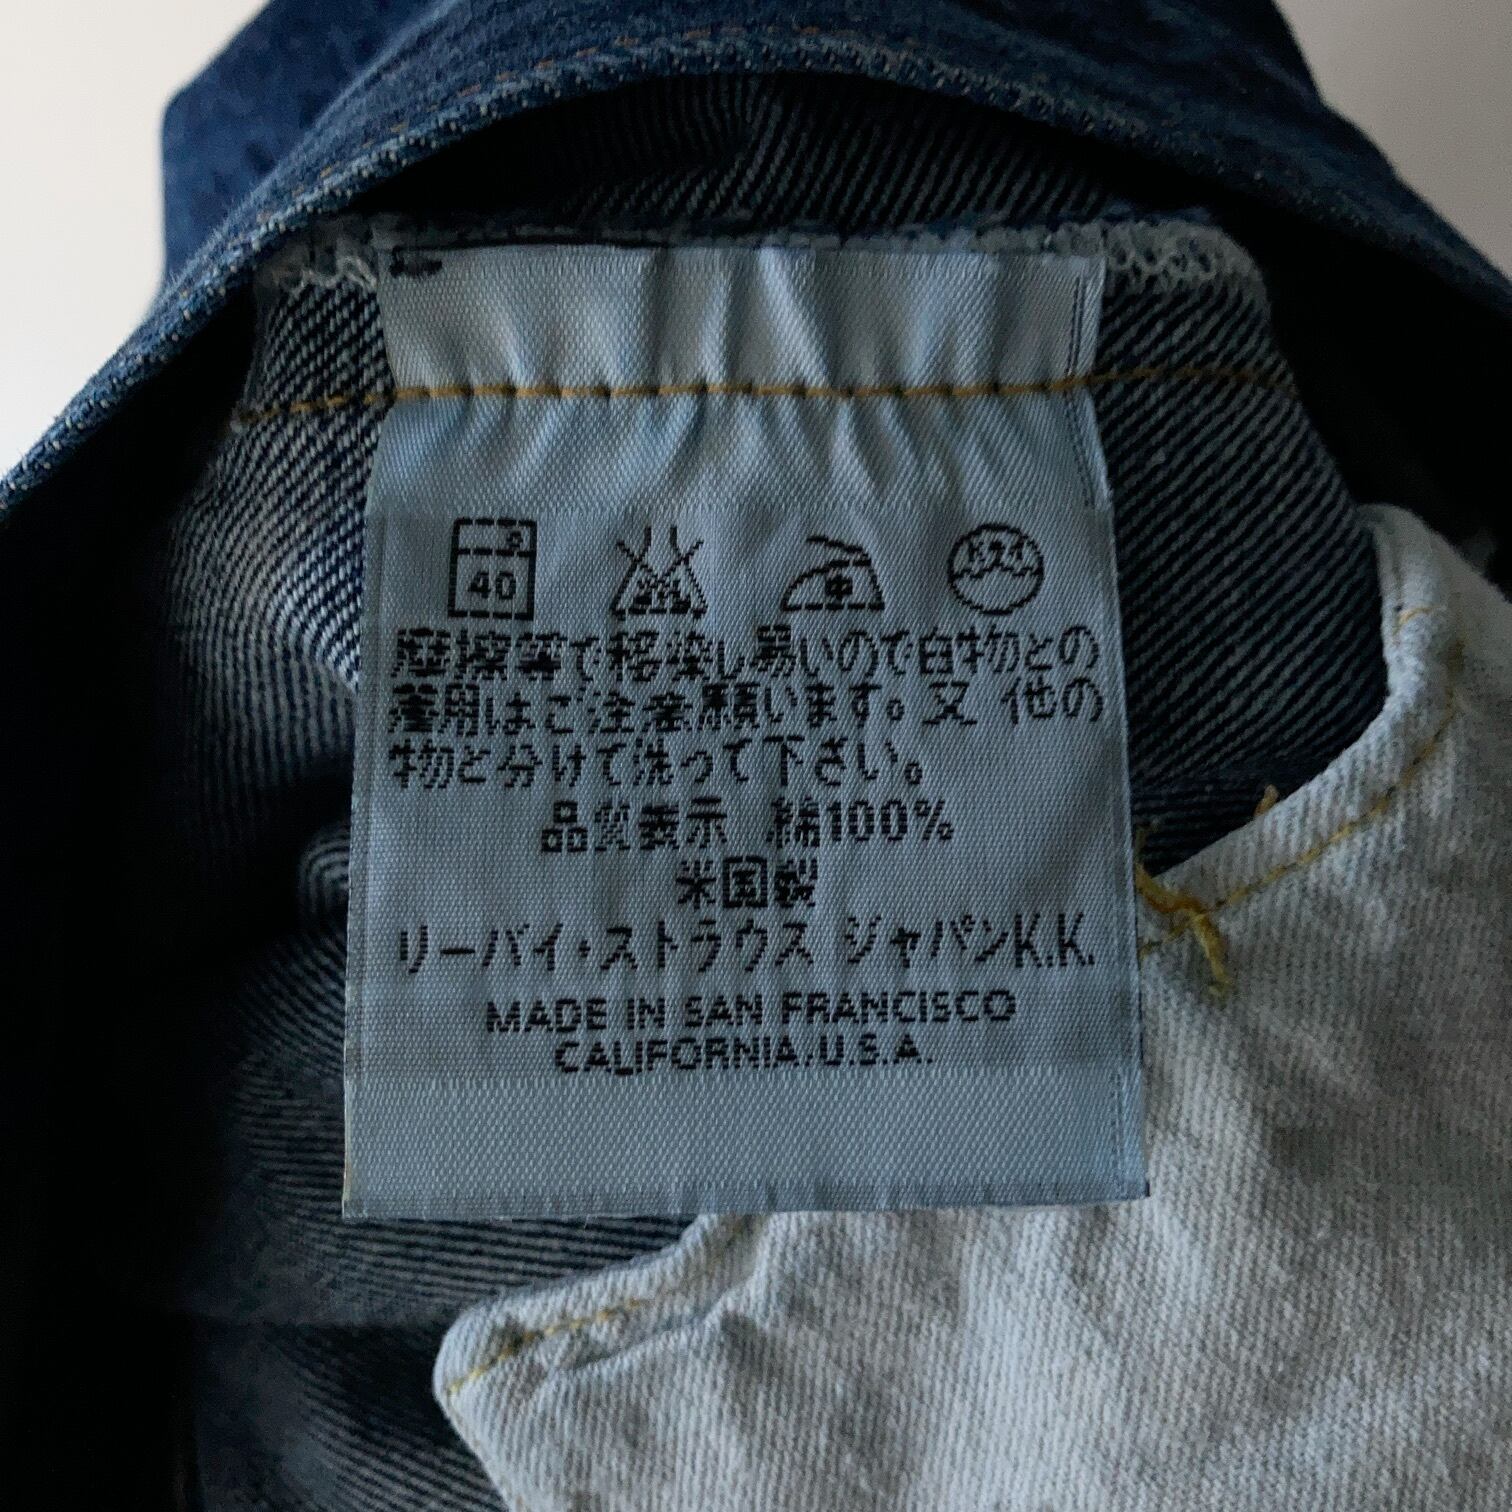 40
ドライ
摩擦等で移染し易いので白物との
着用はご注意願います。又 他の
物と分けて洗って下さい。
品質表示 綿100%
米国製
リーバイ・ストラウス ジャパンK.K.
MADE IN SAN FRANCISCO
CALIFORNIA.U.S.A.